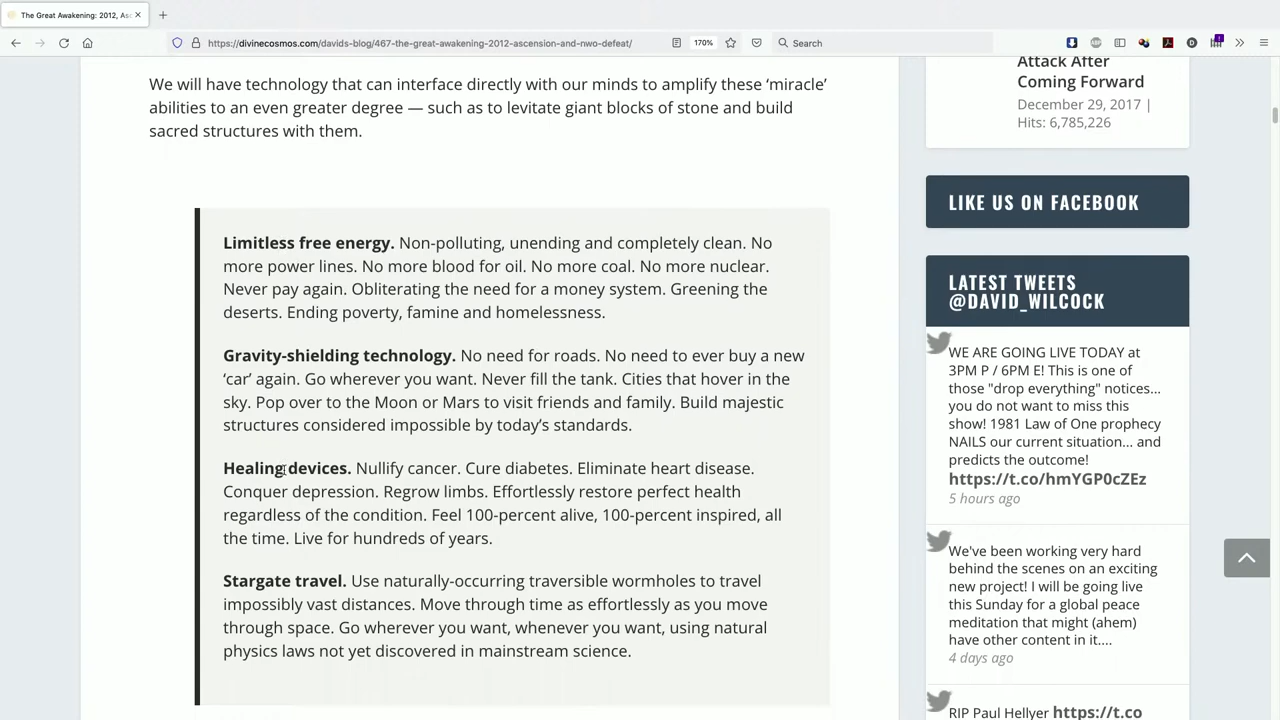 The Great Awakening: 2012, Asc
https://divinecosmos.com/davids-blog/467-the-great-awakening-2012-ascension-and-nwo-defeat/
170%
Search
We will have technology that can interface directly with our minds to amplify these ‘miracle’
abilities to an even greater degree — such as to levitate giant blocks of stone and build
sacred structures with them.
Limitless free energy. Non-polluting, unending and completely clean. No
more power lines. No more blood for oil. No more coal. No more nuclear.
Never pay again. Obliterating the need for a money system. Greening the
deserts. Ending poverty, famine and homelessness.
Gravity-shielding technology. No need for roads. No need to ever buy a new
‘car’ again. Go wherever you want. Never fill the tank. Cities that hover in the
sky. Pop over to the Moon or Mars to visit friends and family. Build majestic
structures considered impossible by today’s standards.
Healing devices. Nullify cancer. Cure diabetes. Eliminate heart disease.
Conquer depression. Regrow limbs. Effortlessly restore perfect health
regardless of the condition. Feel 100-percent alive, 100-percent inspired, all
the time. Live for hundreds of years.
Stargate travel. Use naturally-occurring traversible wormholes to travel
impossibly vast distances. Move through time as effortlessly as you move
through space. Go wherever you want, whenever you want, using natural
physics laws not yet discovered in mainstream science.
Attack After
Coming Forward
December 29, 2017 |
Hits: 6,785,226
LIKE US ON FACEBOOK
LATEST TWEETS
@DAVID_WILCOCK
WE ARE GOING LIVE TODAY at
3PM P / 6PM E! This is one of
those "drop everything" notices...
you do not want to miss this
show! 1981 Law of One prophecy
NAILS our current situation... and
predicts the outcome!
https://t.co/hmYGP0cZEz
5 hours ago
We've been working very hard
behind the scenes on an exciting
new project! I will be going live
this Sunday for a global peace
meditation that might (ahem)
have other content in it....
4 days ago
RIP Paul Hellyer https://t.co